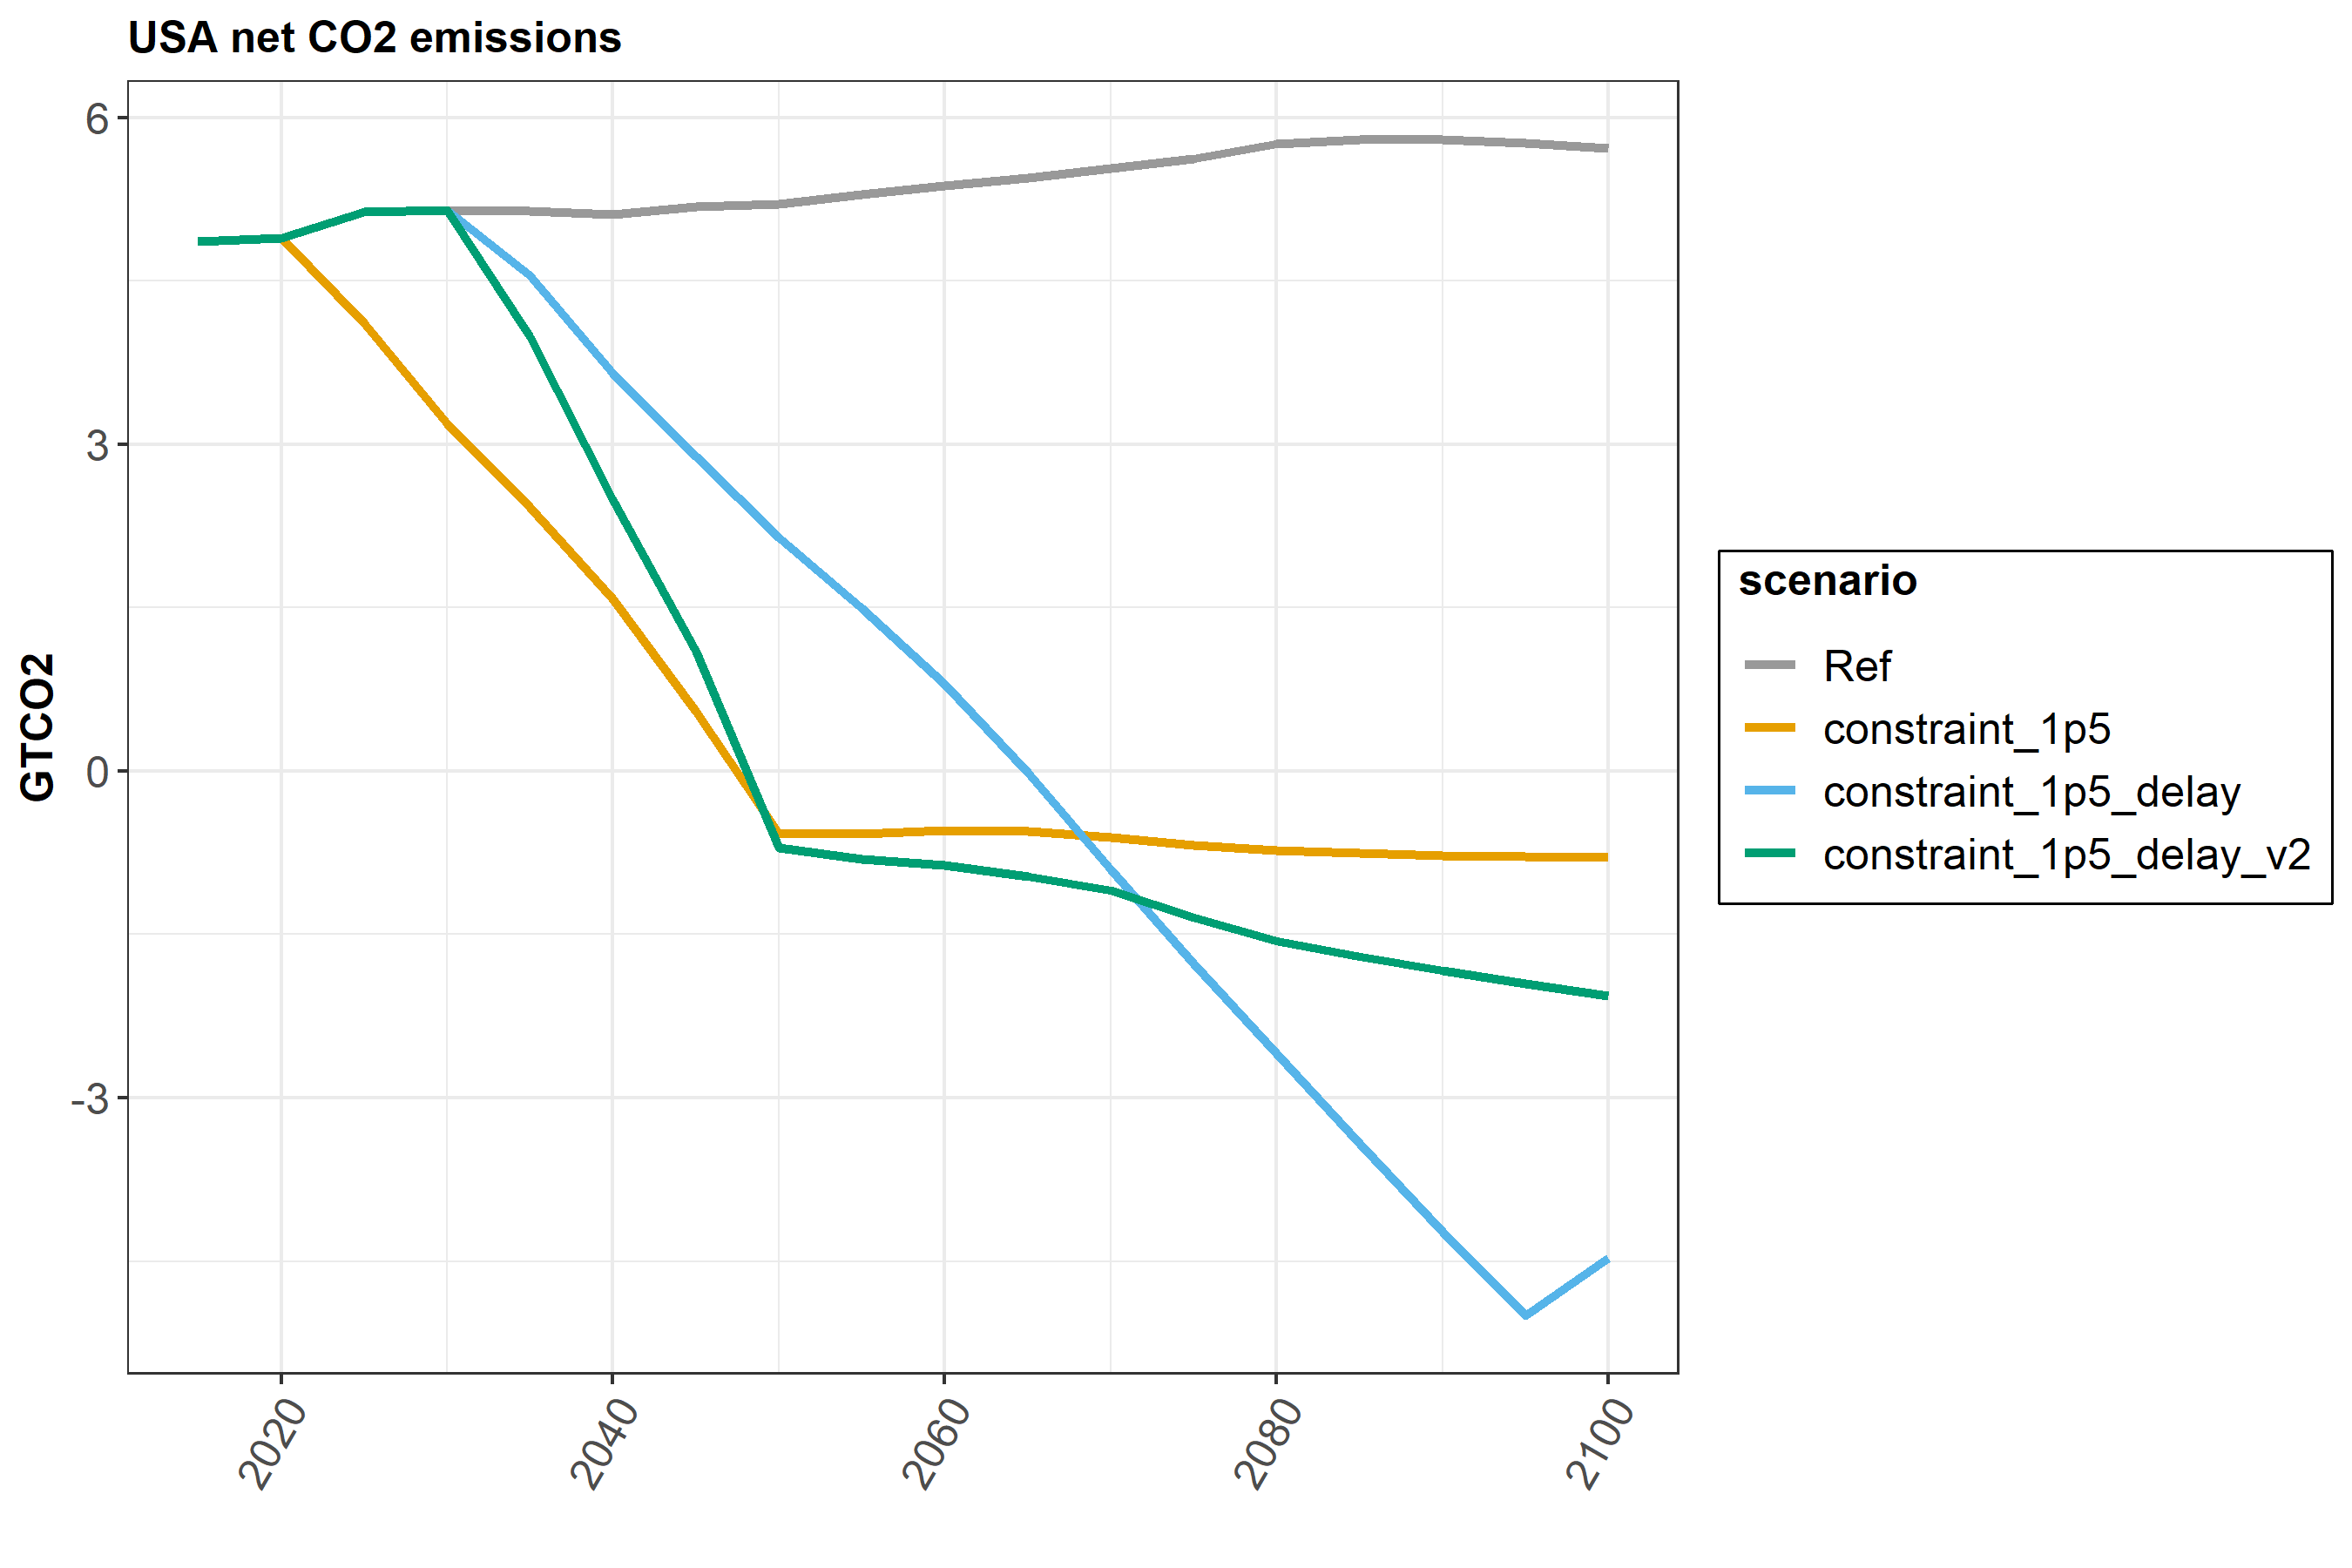 USA net CO2 emissions
6
3
0
-3
GTCO2
2020
2040
2060
2080
2100
scenario
Ref
constraint_1p5
constraint_1p5_delay
constraint_1p5_delay_v2